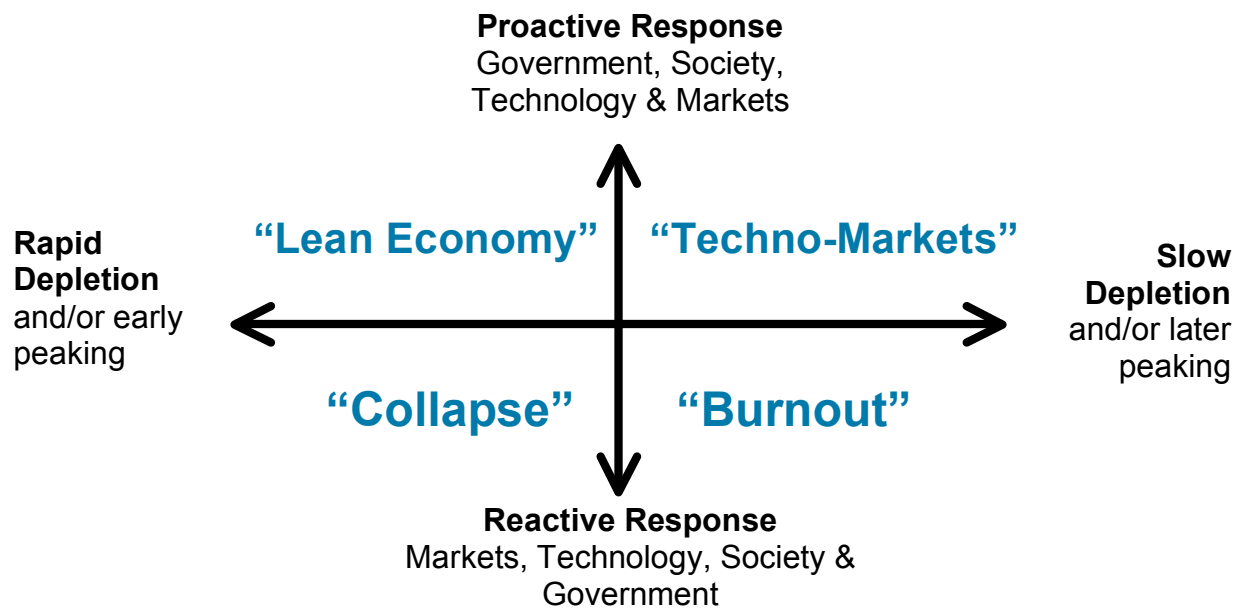 Proactive Response
Government, Society,
Technology & Markets
“Lean Economy”
“Techno-Markets”
Rapid
Depletion
and/or early
peaking
Slow
Depletion
and/or later
peaking
“Collapse”
“Burnout”
Reactive Response
Markets, Technology, Society &
Government